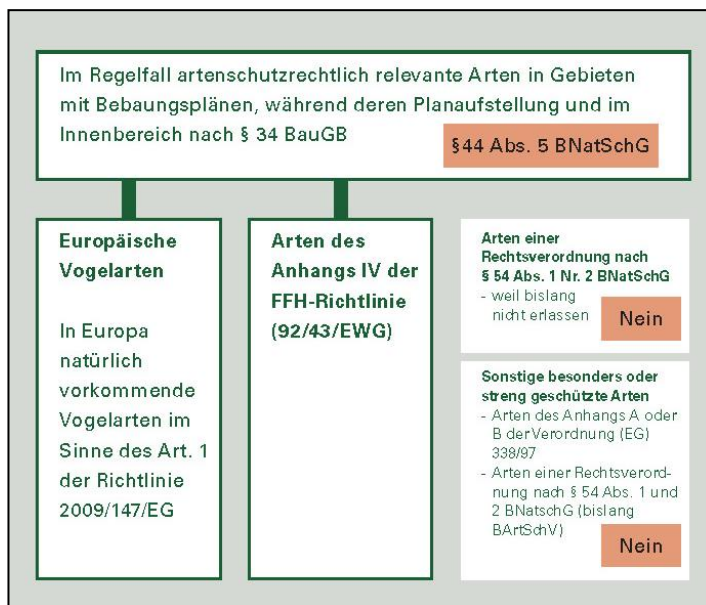 Im Regelfall artenschutzrechtlich relevante Arten in Gebieten
mit Bebaungsplänen, während deren Planaufstellung und im
Innenbereich nach § 34 BauGB
§44 Abs. 5 BNatSchG
Europäische
Vogelarten
In Europa
natürlich
vorkommende
Vogelarten im
Sinne des Art. 1
der Richtlinie
2009/147/EG
Arten des
Anhangs IV der
FFH-Richtlinie
(92/43/EWG)
Arten einer
Rechtsverordnung nach
§ 54 Abs. 1 Nr. 2 BNatSchG
- weil bislang
nicht erlassen
Nein
Sonstige besonders oder
streng geschützte Arten
- Arten des Anhangs A oder
B der Verordnung (EG)
338/97
- Arten einer Rechtsverord-
nung nach § 54 Abs. 1 und
2 BNatschG (bislang
BArtSchV)
Nein